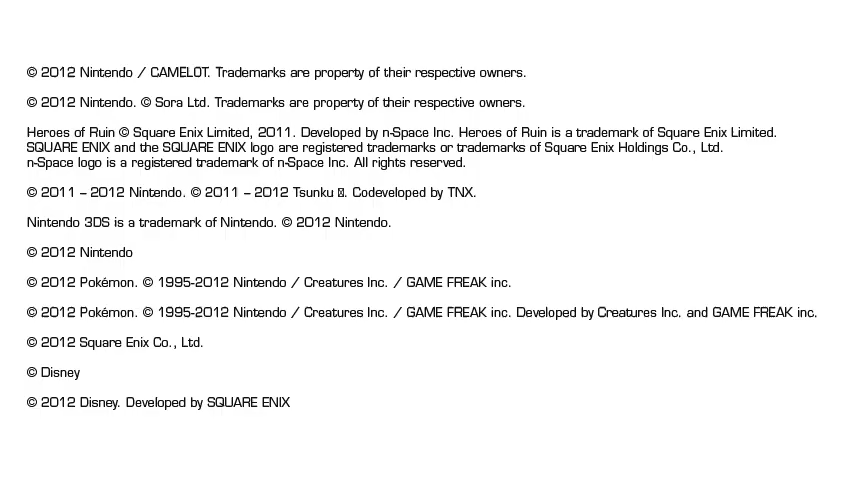 © 2012 Nintendo / CAMELOT. Trademarks are property of their respective owners.
© 2012 Nintendo. © Sora Ltd. Trademarks are property of their respective owners.
Heroes of Ruin © Square Enix Limited, 2011. Developed by n-Space Inc. Heroes of Ruin is a trademark of Square Enix Limited.
SQUARE ENIX and the SQUARE ENIX logo are registered trademarks or trademarks of Square Enix Holdings Co., Ltd.
n-Space logo is a registered trademark of n-Space Inc. All rights reserved.
© 2011 – 2012 Nintendo. © 2011 – 2012 Tsunku . Codeveloped by TNX.
Nintendo 3DS is a trademark of Nintendo. © 2012 Nintendo.
© 2012 Nintendo
© 2012 Pokémon. © 1995-2012 Nintendo / Creatures Inc. / GAME FREAK inc.
© 2012 Pokémon. © 1995-2012 Nintendo / Creatures Inc. / GAME FREAK inc. Developed by Creatures Inc. and GAME FREAK inc.
© 2012 Square Enix Co., Ltd.
© Disney
© 2012 Disney. Developed by SQUARE ENIX